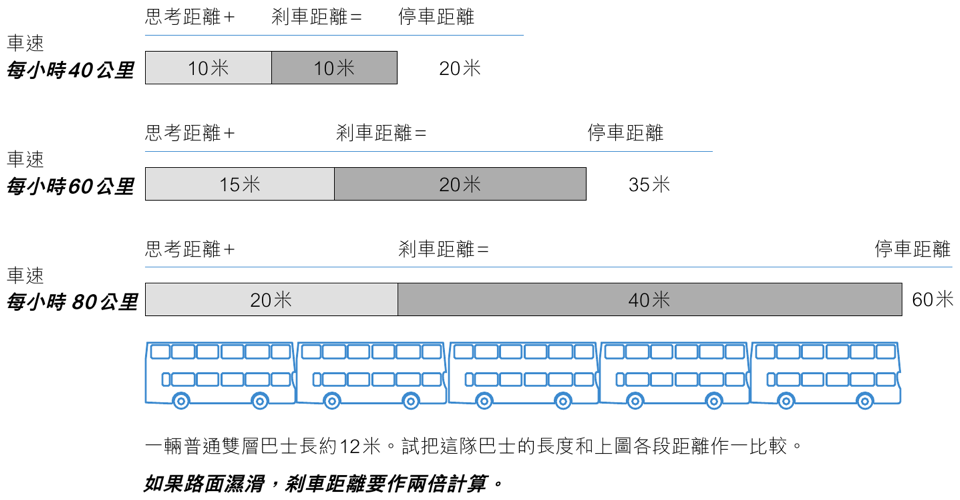 思考距離+ 剎車距離= 停車距離
車速
每小時40公里 10米 10米 20米
思考距離+ 剎車距離= 停車距離
車速
每小時60公里 15米 20米 35米
思考距離+ 剎車距離= 停車距離
車速
每小時 80公里 20米 40米 60米
一輛普通雙層巴士長約12米。試把這隊巴士的長度和上圖各段距離作一比較。
如果路面濕滑，剎車距離要作兩倍計算。